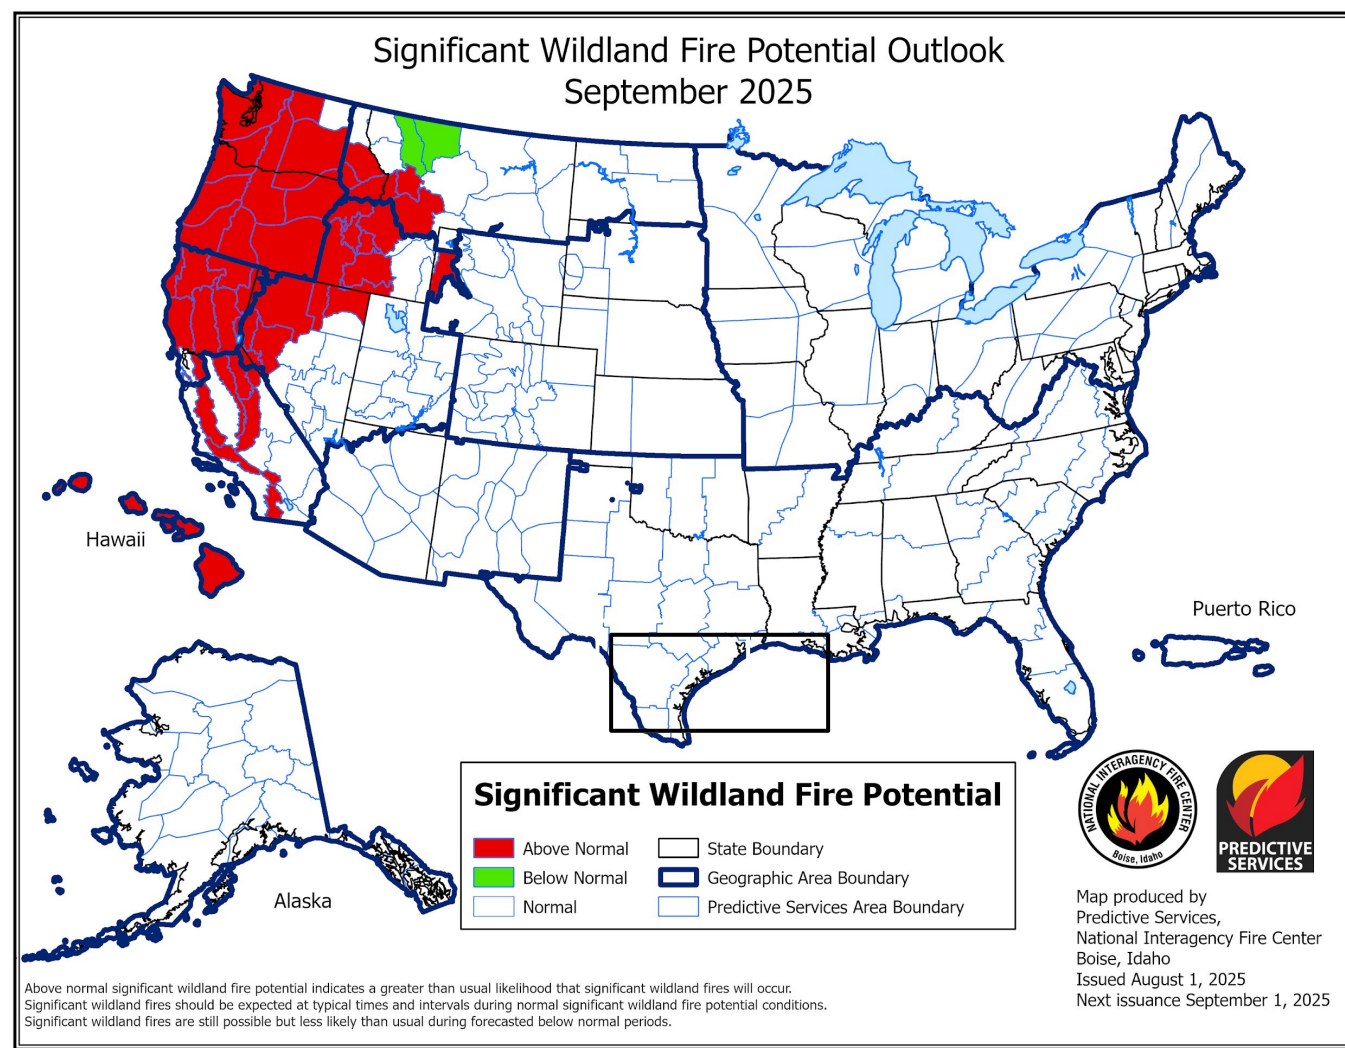 Significant Wildland Fire Potential Outlook
September 2025
Hawaii
Puerto Rico
Alaska
Significant Wildland Fire Potential
Above Normal
State Boundary
Below Normal
Geographic Area Boundary
Normal
Predictive Services Area Boundary
NATIONAL INTERAGENCY FIRE CENTER
Boise, Idaho
PREDICTIVE
SERVICES
Map produced by
Predictive Services,
National Interagency Fire Center
Boise, Idaho
Issued August 1, 2025
Next issuance September 1, 2025
Above normal significant wildland fire potential indicates a greater than usual likelihood that significant wildland fires will occur.
Significant wildland fires should be expected at typical times and intervals during normal significant wildland fire potential conditions.
Significant wildland fires are still possible but less likely than usual during forecasted below normal periods.